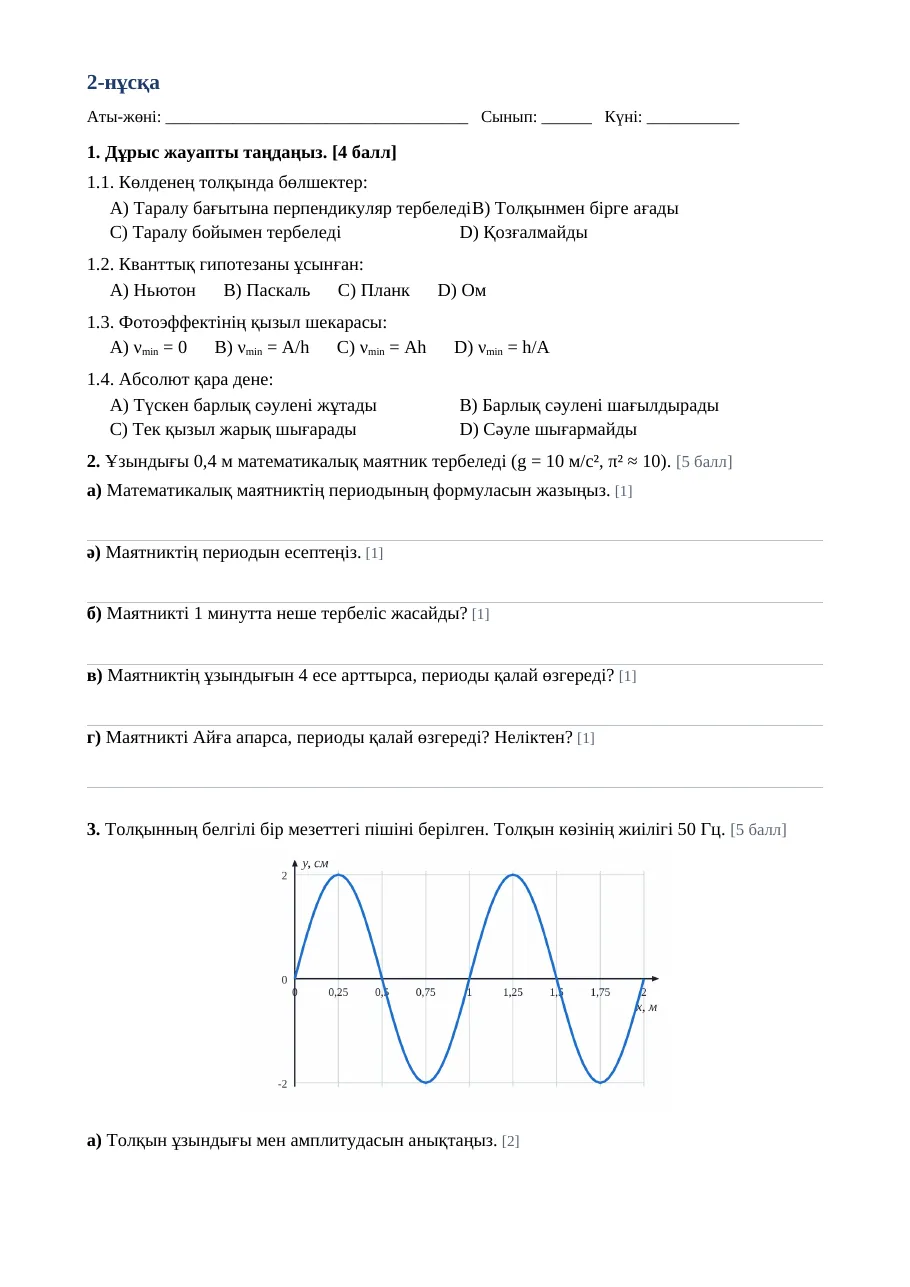 2-нұсқа
Аты-жөні: ____________________________________ Сынып: ______ Күні: ___________
1. Дұрыс жауапты таңдаңыз. [4 балл]
1.1. Көлденең толқында бөлшектер:
A) Таралу бағытына перпендикуляр тербеледі B) Толқынмен бірге ағады
C) Таралу бойымен тербеледі D) Қозғалмайды
1.2. Кванттық гипотезаны ұсынған:
A) Ньютон B) Паскаль C) Планк D) Ом
1.3. Фотоэффектінің қызыл шекарасы:
A) νmin = 0 B) νmin = A/h C) νmin = Ah D) νmin = h/A
1.4. Абсолют қара дене:
A) Түскен барлық сәулені жұтады B) Барлық сәулені шағылдырады
C) Тек қызыл жарық шығарады D) Сәуле шығармайды
2. Ұзындығы 0,4 м математикалық маятник тербеледі (g = 10 м/с², π² ≈ 10). [5 балл]
а) Математикалық маятниктің периодының формуласын жазыңыз. [1]
ә) Маятниктің периодын есептеңіз. [1]
б) Маятникті 1 минутта неше тербеліс жасайды? [1]
в) Маятниктің ұзындығын 4 есе арттырса, периоды қалай өзгереді? [1]
г) Маятникті Айға апарса, периоды қалай өзгереді? Неліктен? [1]
3. Толқынның белгілі бір мезеттегі пішіні берілген. Толқын көзінің жиілігі 50 Гц. [5 балл]
y, см
2
0
0 0,25 0,5 0,75 1 1,25 1,5 1,75 2
x, м
-2
а) Толқын ұзындығы мен амплитудасын анықтаңыз. [2]